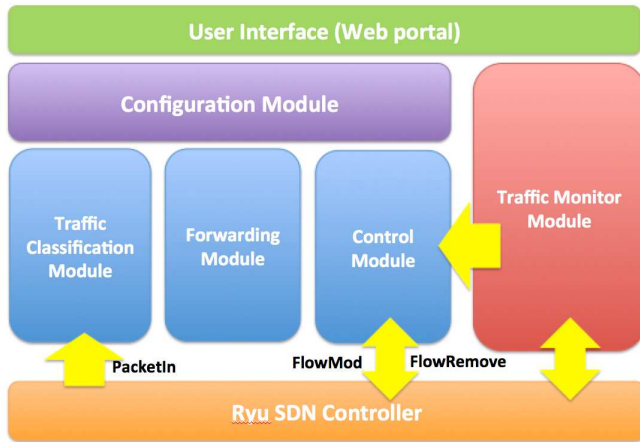 User Interface (Web portal)
Configuration Module
Traffic
Classification
Module
Forwarding
Module
Control
Module
Traffic Monitor
Module
PacketIn
FlowMod
FlowRemove
Ryu SDN Controller